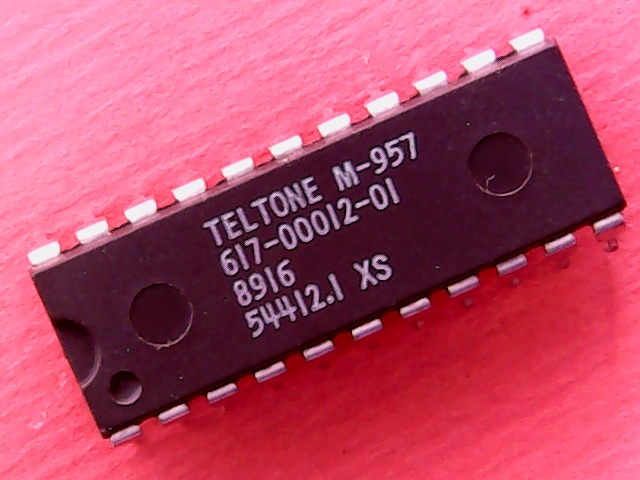 TELTONE M-957
617-00012-01
8916
54412.1 XS